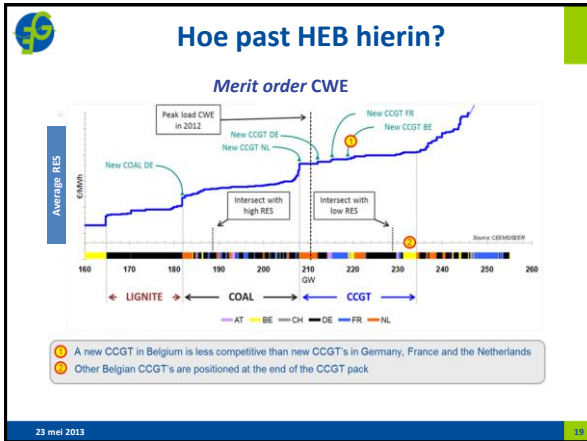 Hoe past HEB hierin?
Merit order CWE
Peak load CWE
in 2012
New CCGT FR
1
New CCGT BE
New CCGT DE
New CCGT NL
New COAL DE
Average RES
€/MWh
Intersect with
high RES
Intersect with
low RES
Source: CEEMS/SEER
2
160 170 180 190 200 210 220 230 240 250 260
GW
LIGNITE COAL CCGT
AT BE CH DE FR NL
1 A new CCGT in Belgium is less competitive than new CCGT's in Germany, France and the Netherlands
2 Other Belgian CCGT's are positioned at the end of the CCGT pack
23 mei 2013 19